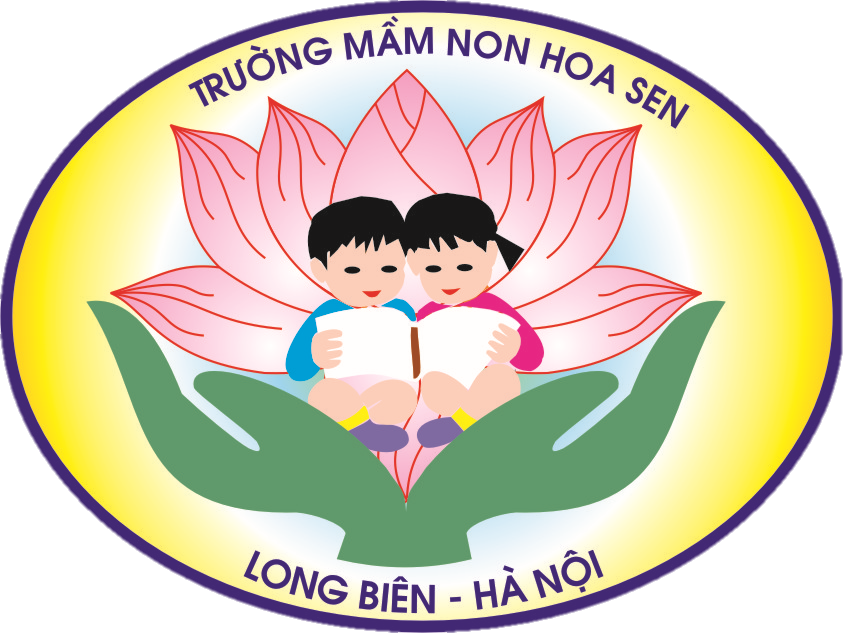 TRƯỜNG MẦM NON HOA SEN
LONG BIÊN - HÀ NỘI